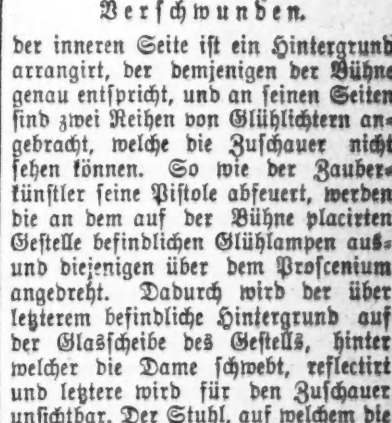 Verschwunden.
der inneren Seite ist ein Hintergrund
arrangirt, der demjenigen der Bühne
genau entspricht, und an seinen Seiten
sind zwei Reihen von Glühlichtern an-
gebracht, welche die Zuschauer nicht
sehen können. So wie der Zauber-
künstler seine Pistole abfeuert, werden
die an dem auf der Bühne placirten
Gestelle befindlichen Glühlampen aus-
und diejenigen über dem Proscenium
angedreht. Dadurch wird der über
letzterem befindliche Hintergrund auf
der Glasscheibe des Gestells, hinter
welcher die Dame schwebt, reflectirt
und letztere wird für den Zuschauer
unsichtbar. Der Stuhl, auf welchem die